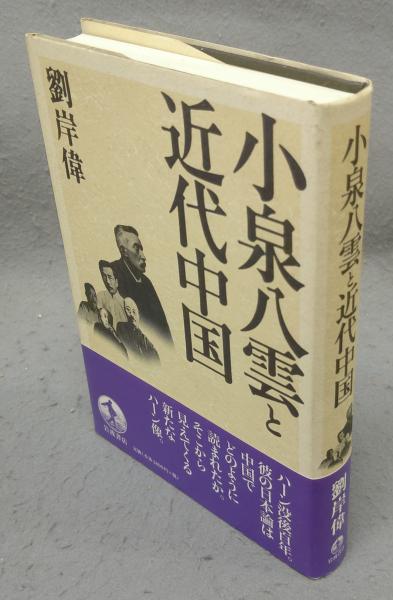 小泉八雲と
近代中国
劉岸偉
ハーン没後百年。
彼の日本論は
中国で
どのように
読まれたか。
そこから
見えてくる
新たな
ハーン像。
岩波書店
小泉八雲と近代中国
劉岸偉